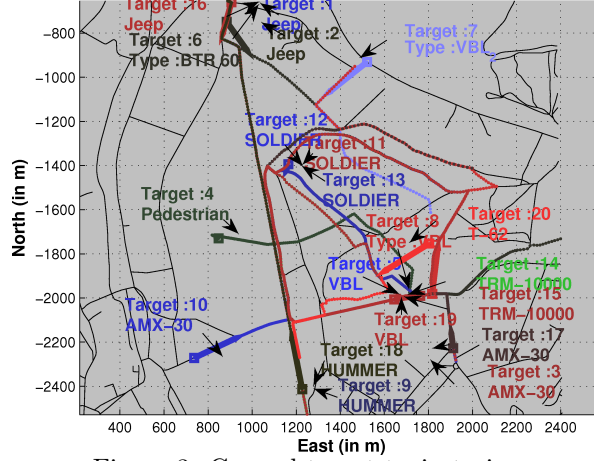 Target :16
Jeep
Target :1
Jeep
Target :2
Jeep
Target :6
Type :BTR 60
Target :7
Type :VBL
Target :12
SOLDIER
Target :11
SOLDIER
Target :13
SOLDIER
Target :4
Pedestrian
Target :8
Type :VBL
Target :20
T-62
VBL
Target :14
TRM-10000
Target :15
TRM-10000
Target :10
AMX-30
Target :19
VBL
Target :17
AMX-30
Target :18
HUMMER
Target :3
AMX-30
Target :9
HUMMER
North (in m)
-800
-1000
-1200
-1400
-1600
-1800
-2000
-2200
-2400
400 600 800 1000 1200 1400 1600 1800 2000 2200 2400
East (in m)